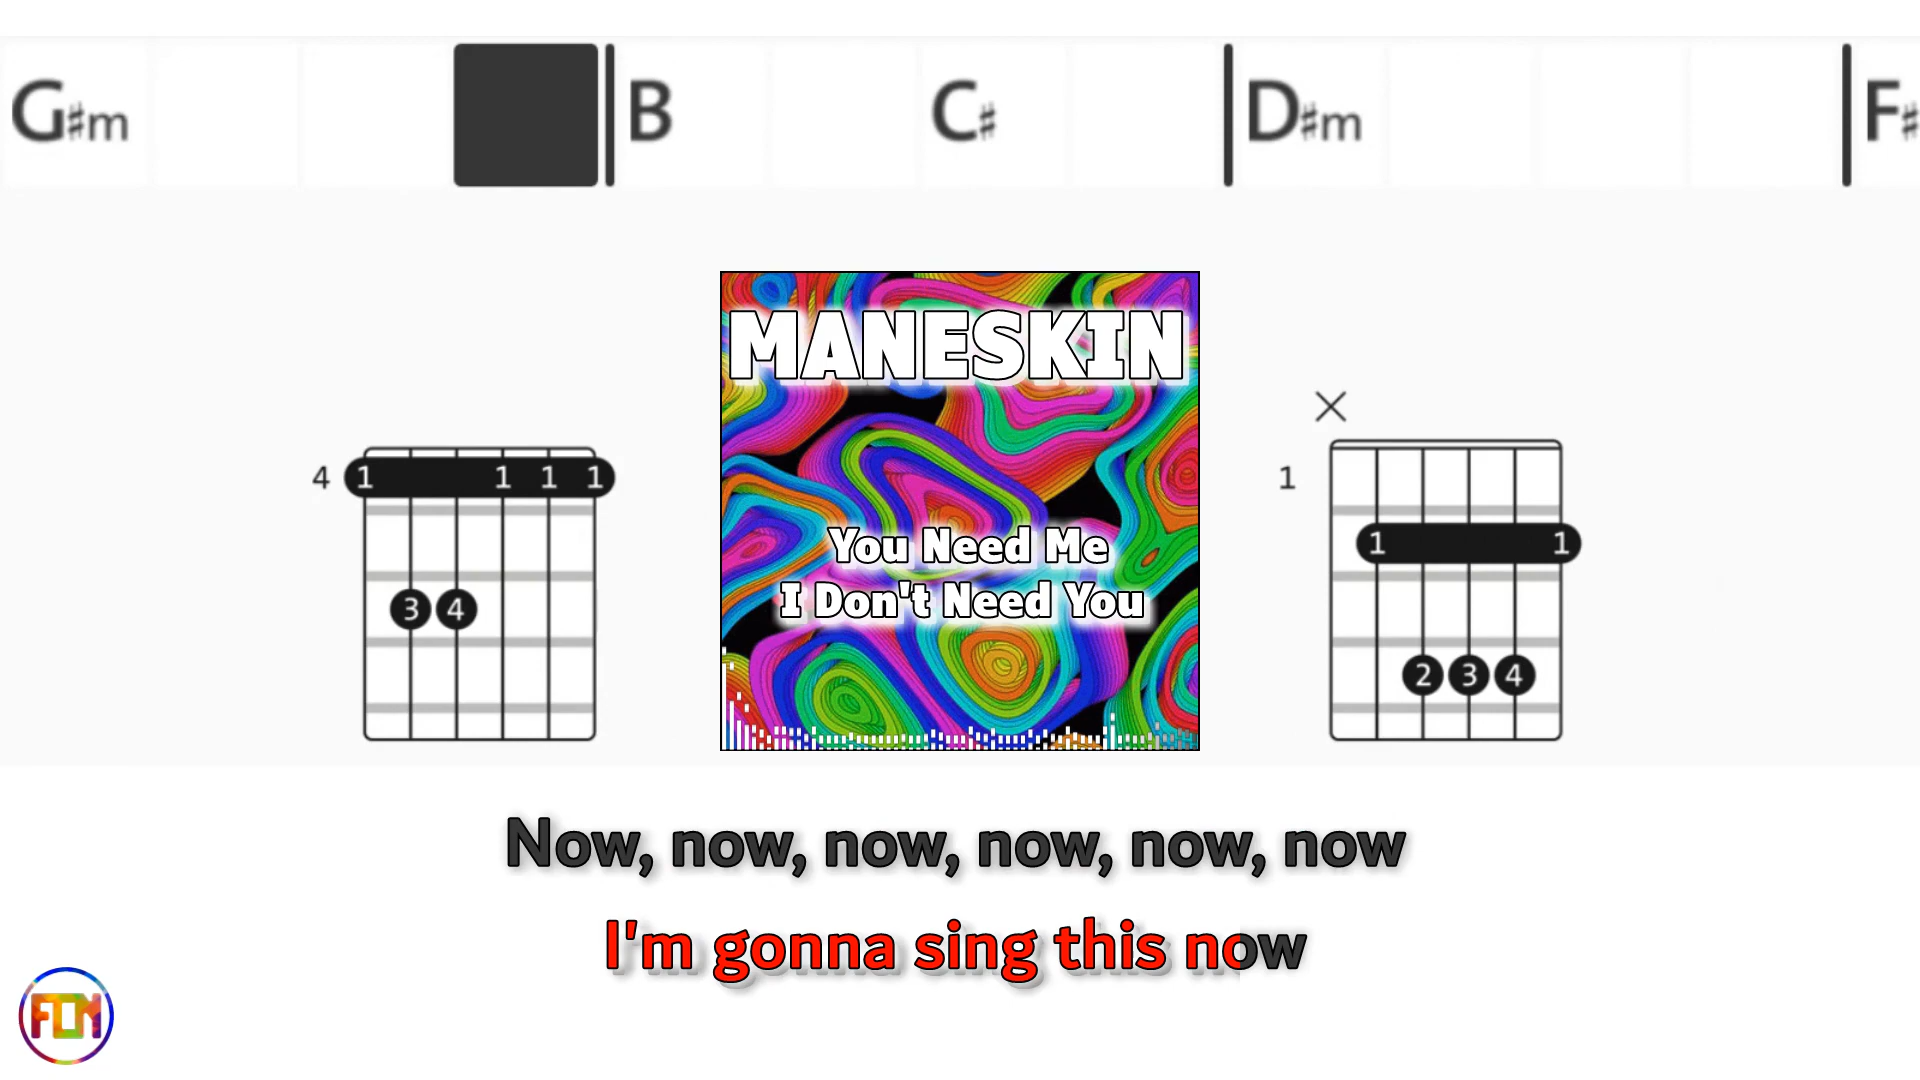 G♯m B C♯ D♯m F♯
MANESKIN
You Need Me
I Don't Need You
4 1 1 1 1
3 4
1
1 1
2 3 4
Now, now, now, now, now, now
I'm gonna sing this now